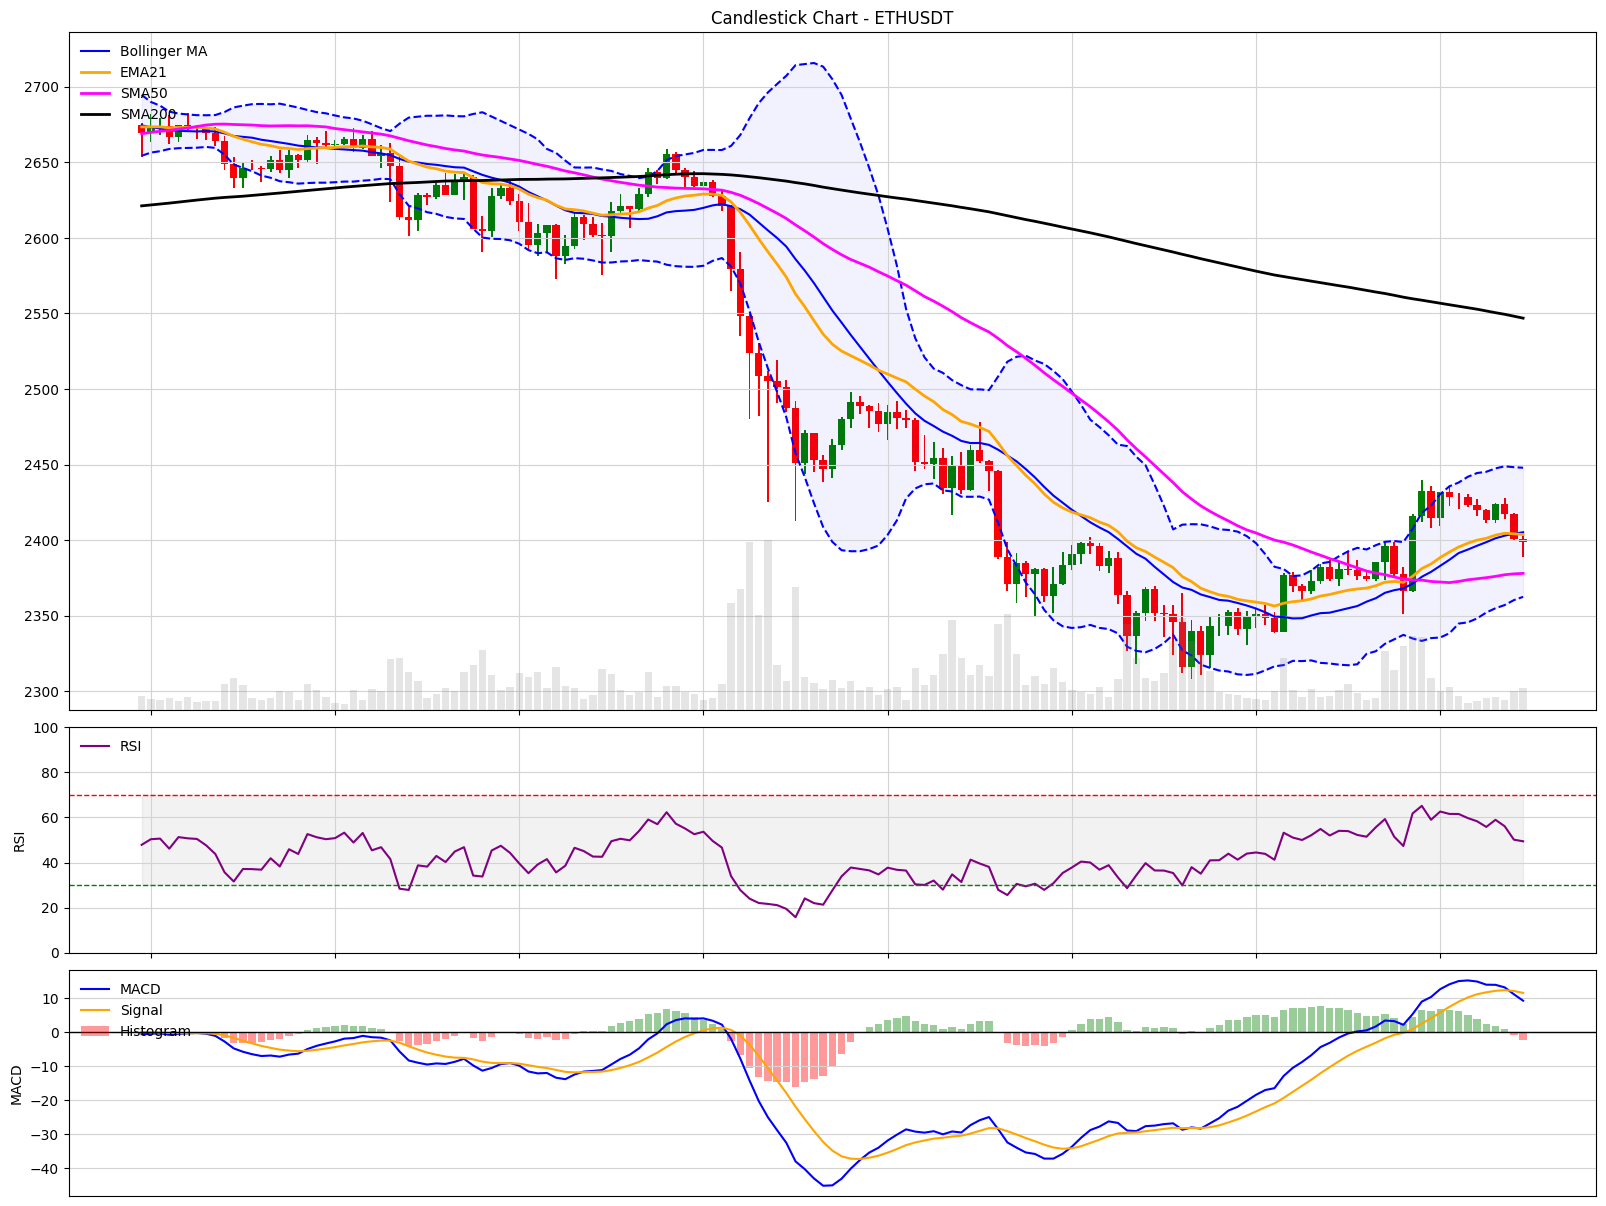 Candlestick Chart - ETHUSDT
Bollinger MA
EMA21
SMA50
SMA200
2700
2650
2600
2550
2500
2450
2400
2350
2300
RSI
100
80
60
40
20
0
RSI
MACD
Signal
Histogram
10
0
−10
−20
−30
−40
MACD